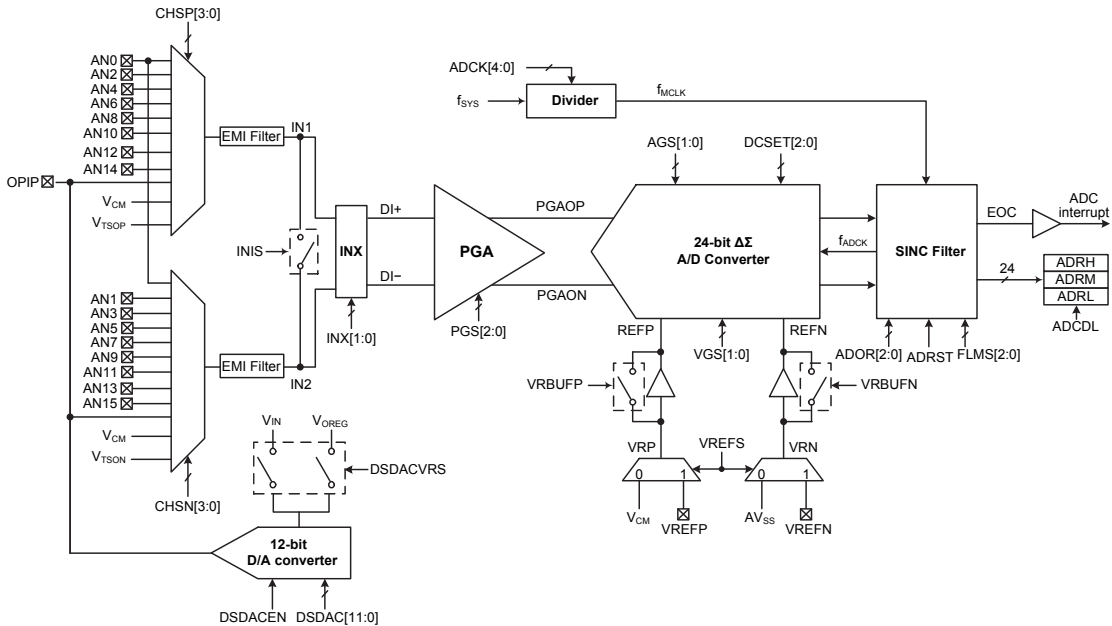 CHSP[3:0]
AN0
AN2
AN4
AN6
AN8
AN10
AN12
AN14
OPIP
VCM
VTSOP
EMI Filter
IN1
ADCK[4:0]
fSYS
Divider
fMCLK
AGS[1:0]
DCSET[2:0]
INIS
INX
DI+
DI−
INX[1:0]
PGA
PGS[2:0]
PGAOP
PGAON
24-bit ΔΣ
A/D Converter
fADCK
SINC Filter
EOC
ADC
interrupt
24
ADRH
ADRM
ADRL
ADCDL
ADOR[2:0]
ADRST
FLMS[2:0]
REFP
VGS[1:0]
REFN
VRBUFP
VRBUFN
VRP
VREFS
VRN
0
1
0
1
VCM
VREFP
AVSS
VREFN
AN1
AN3
AN5
AN7
AN9
AN11
AN13
AN15
VCM
VTSON
EMI Filter
IN2
CHSN[3:0]
VIN
VOREG
DSDACVRS
12-bit
D/A converter
DSDACEN
DSDAC[11:0]